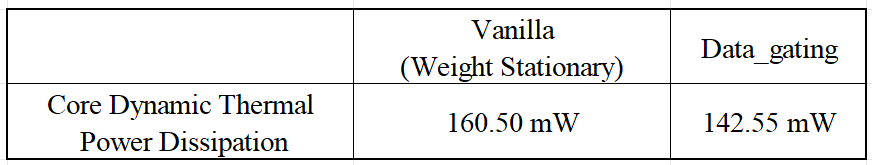 Vanilla
(Weight Stationary)
Data_gating
Core Dynamic Thermal
Power Dissipation
160.50 mW
142.55 mW